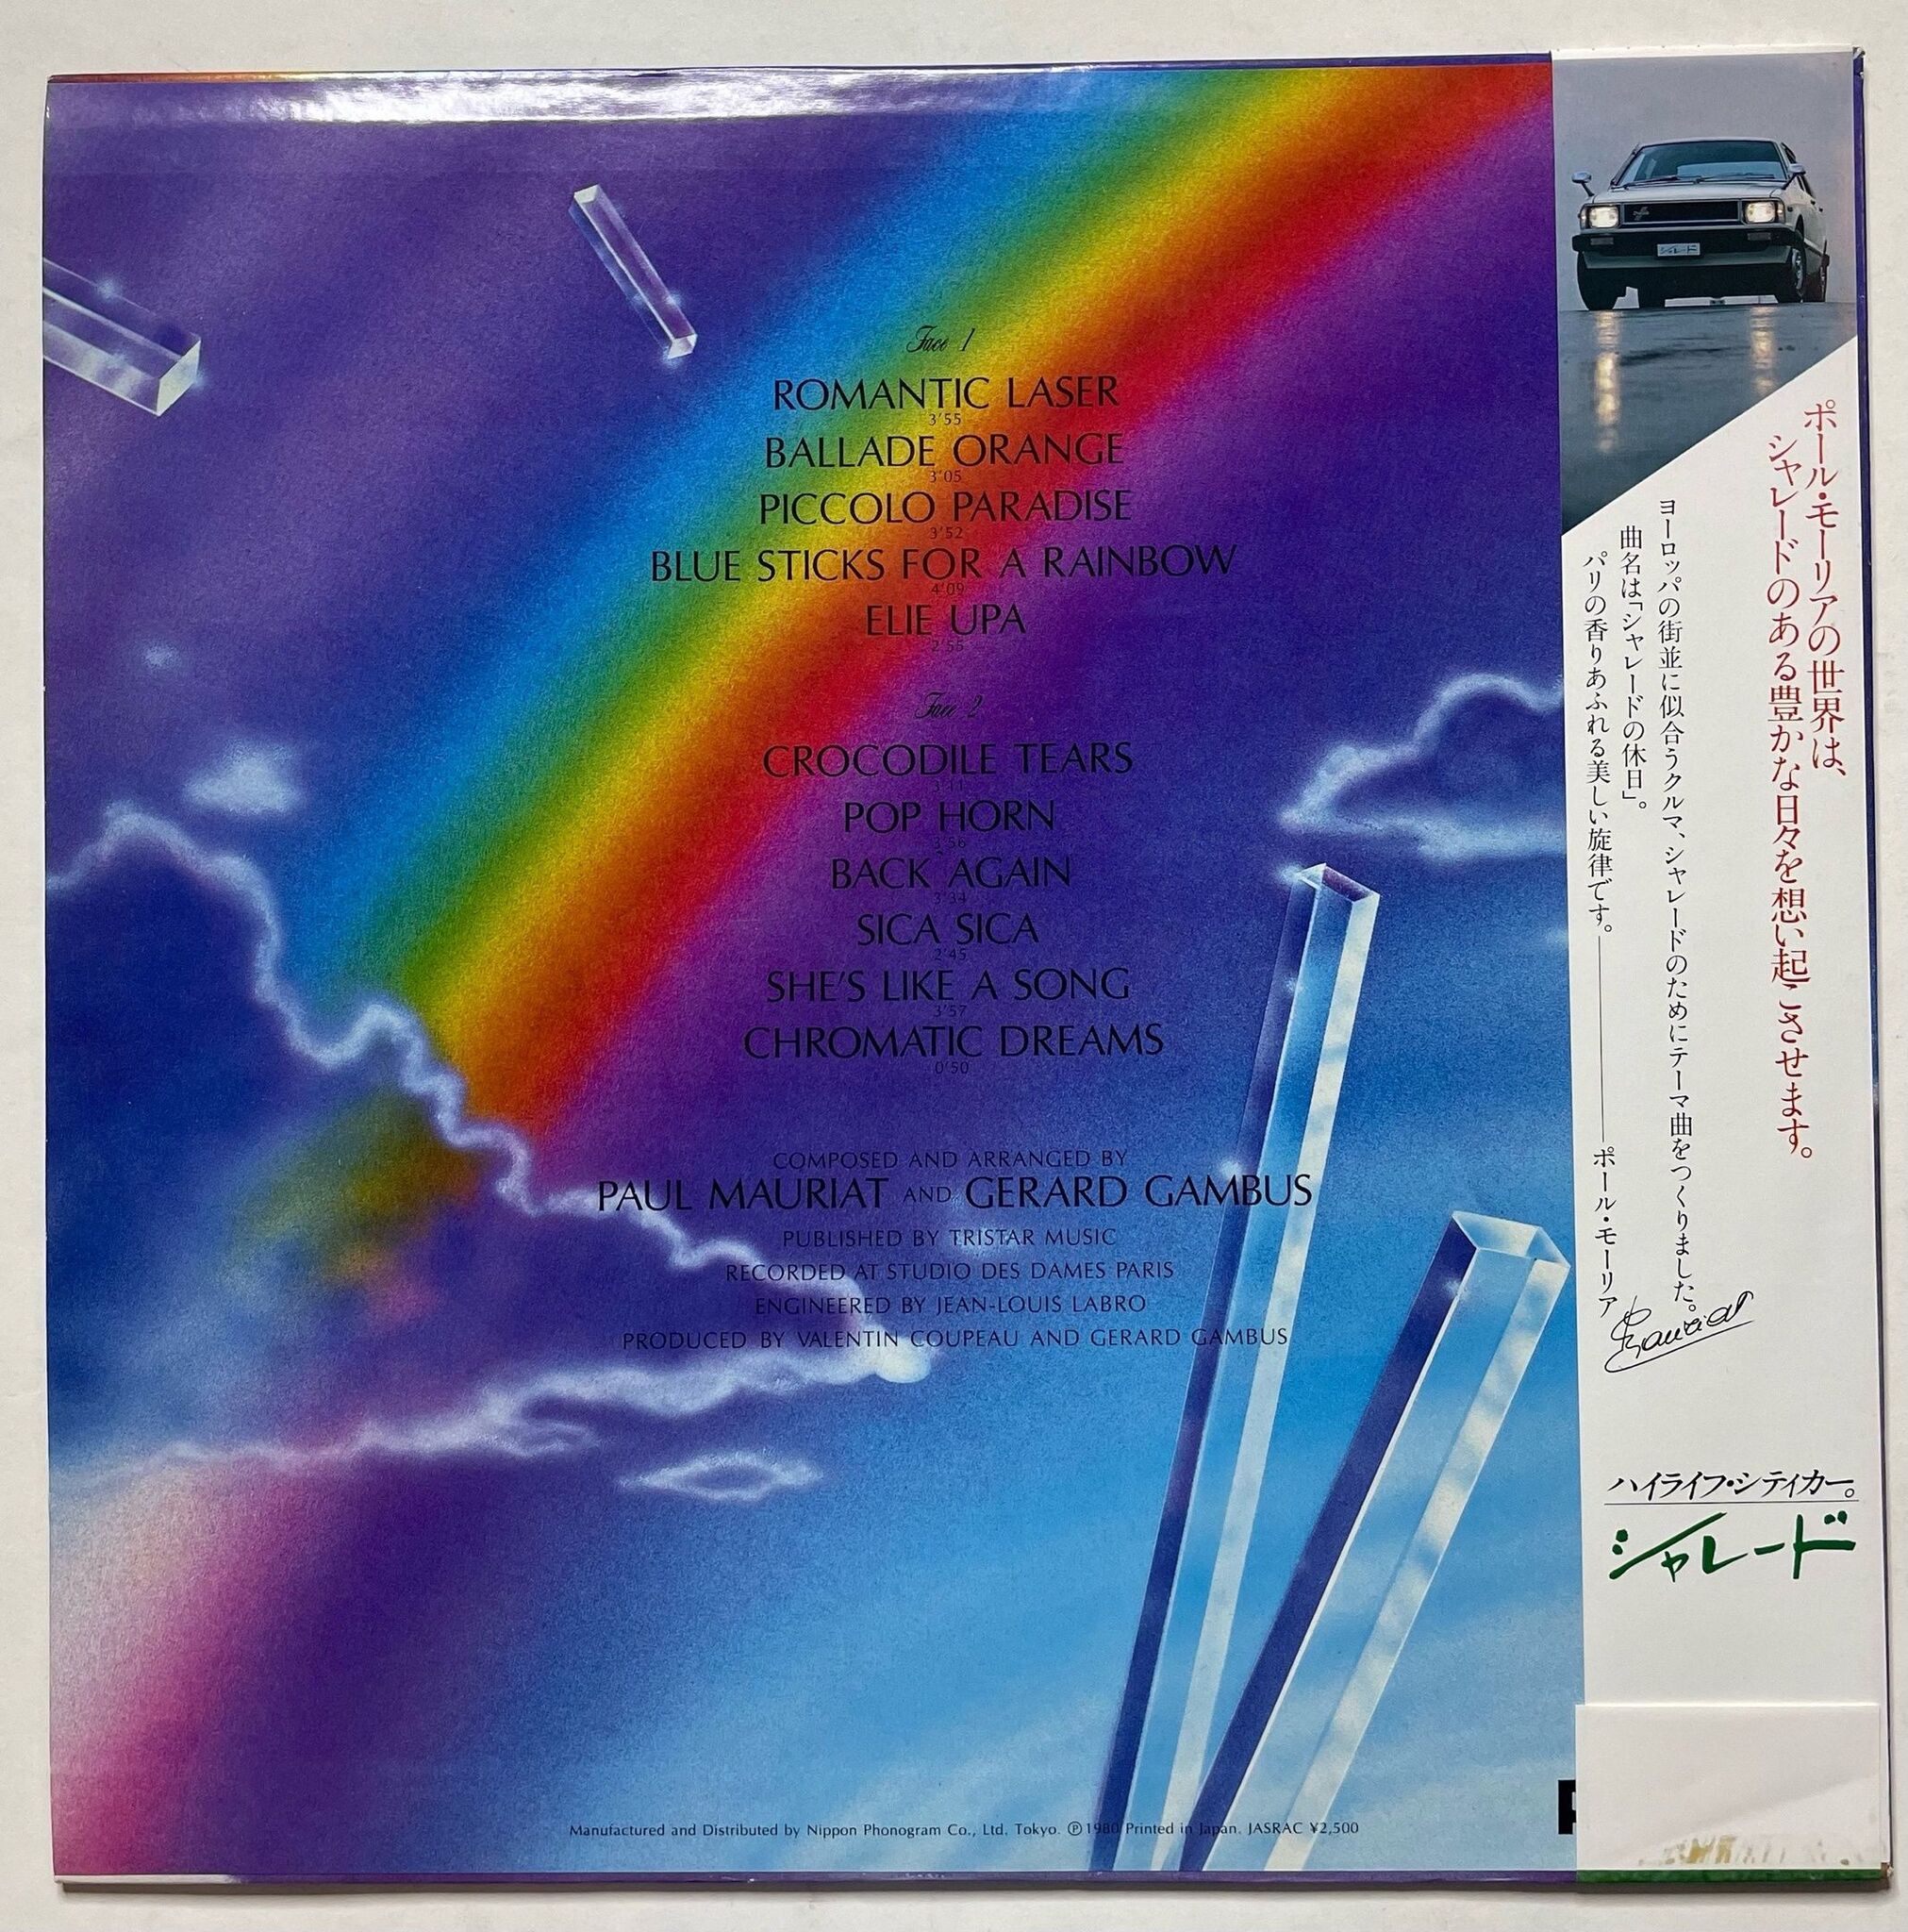 Face 1
ROMANTIC LASER
3'55
BALLADE ORANGE
3'05
PICCOLO PARADISE
3'52
BLUE STICKS FOR A RAINBOW
4'09
ELIE UPA
2'55
Face 2
CROCODILE TEARS
POP HORN
3'56
BACK AGAIN
3'34
SICA SICA
2'45
SHE'S LIKE A SONG
3'57
CHROMATIC DREAMS
0'50
COMPOSED AND ARRANGED BY
PAUL MAURIAT AND GERARD GAMBUS
PUBLISHED BY TRISTAR MUSIC
RECORDED AT STUDIO DES DAMES PARIS
ENGINEERED BY JEAN-LOUIS LABRO
PRODUCED BY VALENTIN COUPEAU AND GERARD GAMBUS
Manufactured and Distributed by Nippon Phonogram Co., Ltd. Tokyo. Ⓟ1980 Printed in Japan. JASRAC ¥2,500
シャレード
ポール・モーリアの世界は、
シャレードのある豊かな日々を想い起こさせます。
ヨーロッパの街並に似合うクルマ、シャレードのためにテーマ曲をつくりました。
曲名は「シャレードの休日」。
パリの香りあふれる美しい旋律です。――ポール・モーリア
Mauriat
ハイライフ・シティカー。
シャレード